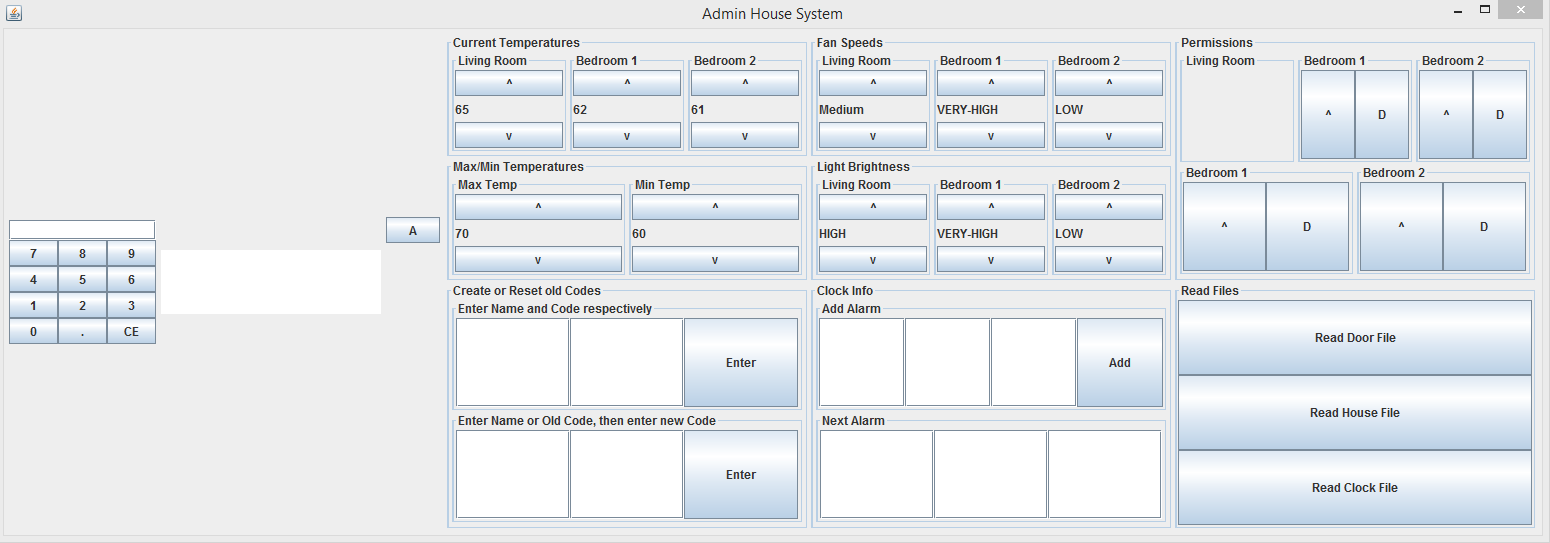 Admin House System
A
7 8 9
4 5 6
1 2 3
0 . CE
Current Temperatures
Living Room Bedroom 1 Bedroom 2
^ ^ ^
65 62 61
v v v
Max/Min Temperatures
Max Temp Min Temp
^ ^
70 60
v v
Create or Reset old Codes
Enter Name and Code respectively
Enter
Enter Name or Old Code, then enter new Code
Enter
Fan Speeds
Living Room Bedroom 1 Bedroom 2
^ ^ ^
Medium VERY-HIGH LOW
v v v
Light Brightness
Living Room Bedroom 1 Bedroom 2
^ ^ ^
HIGH VERY-HIGH LOW
v v v
Clock Info
Add Alarm
Add
Next Alarm
Permissions
Living Room Bedroom 1 Bedroom 2
^ D ^ D
Bedroom 1 Bedroom 2
^ D ^ D
Read Files
Read Door File
Read House File
Read Clock File